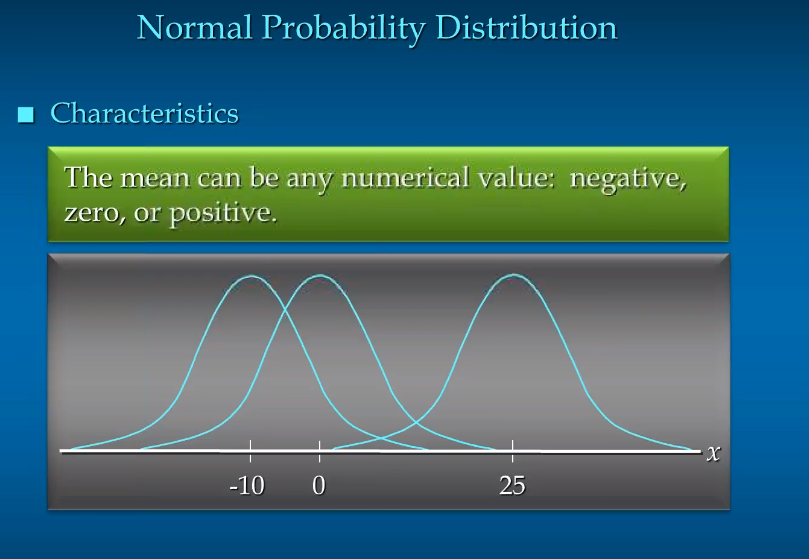 Normal Probability Distribution
Characteristics
The mean can be any numerical value: negative,
zero, or positive.
x
-10 0 25